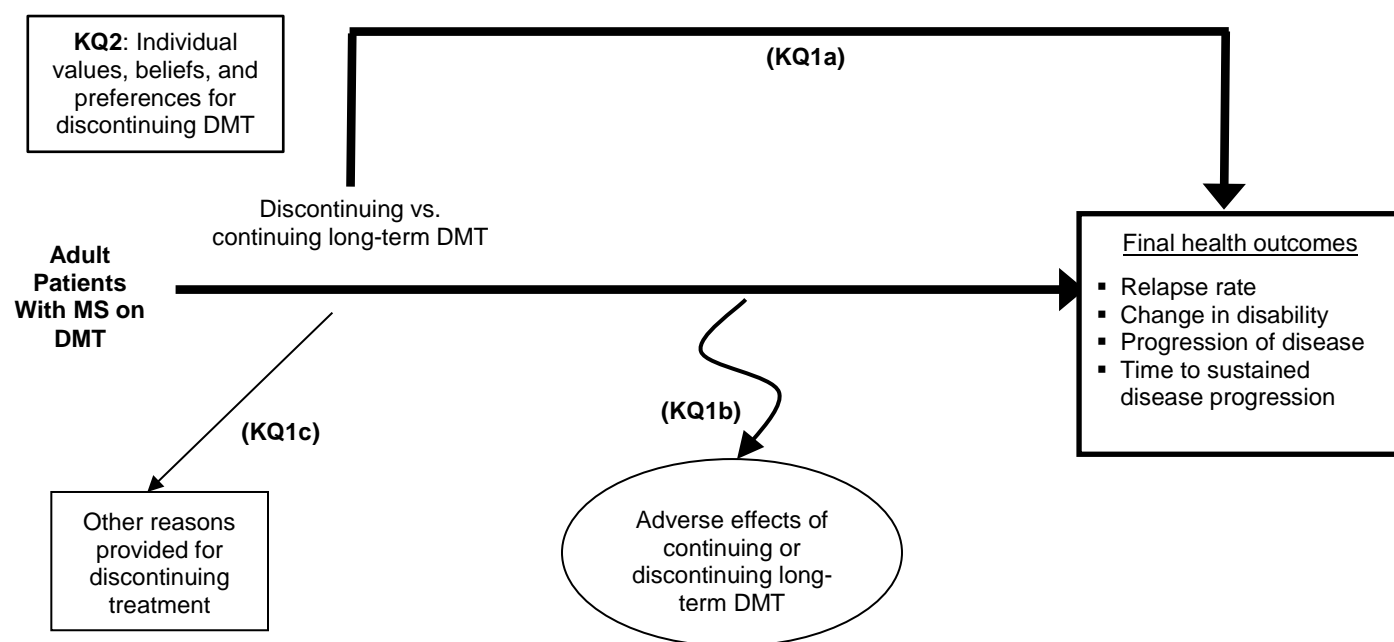 KQ2: Individual
values, beliefs, and
preferences for
discontinuing DMT
(KQ1a)
Discontinuing vs.
continuing long-term DMT
Adult
Patients
With MS on
DMT
Final health outcomes
▪ Relapse rate
▪ Change in disability
▪ Progression of disease
▪ Time to sustained
disease progression
(KQ1c)
(KQ1b)
Other reasons
provided for
discontinuing
treatment
Adverse effects of
continuing or
discontinuing long-
term DMT